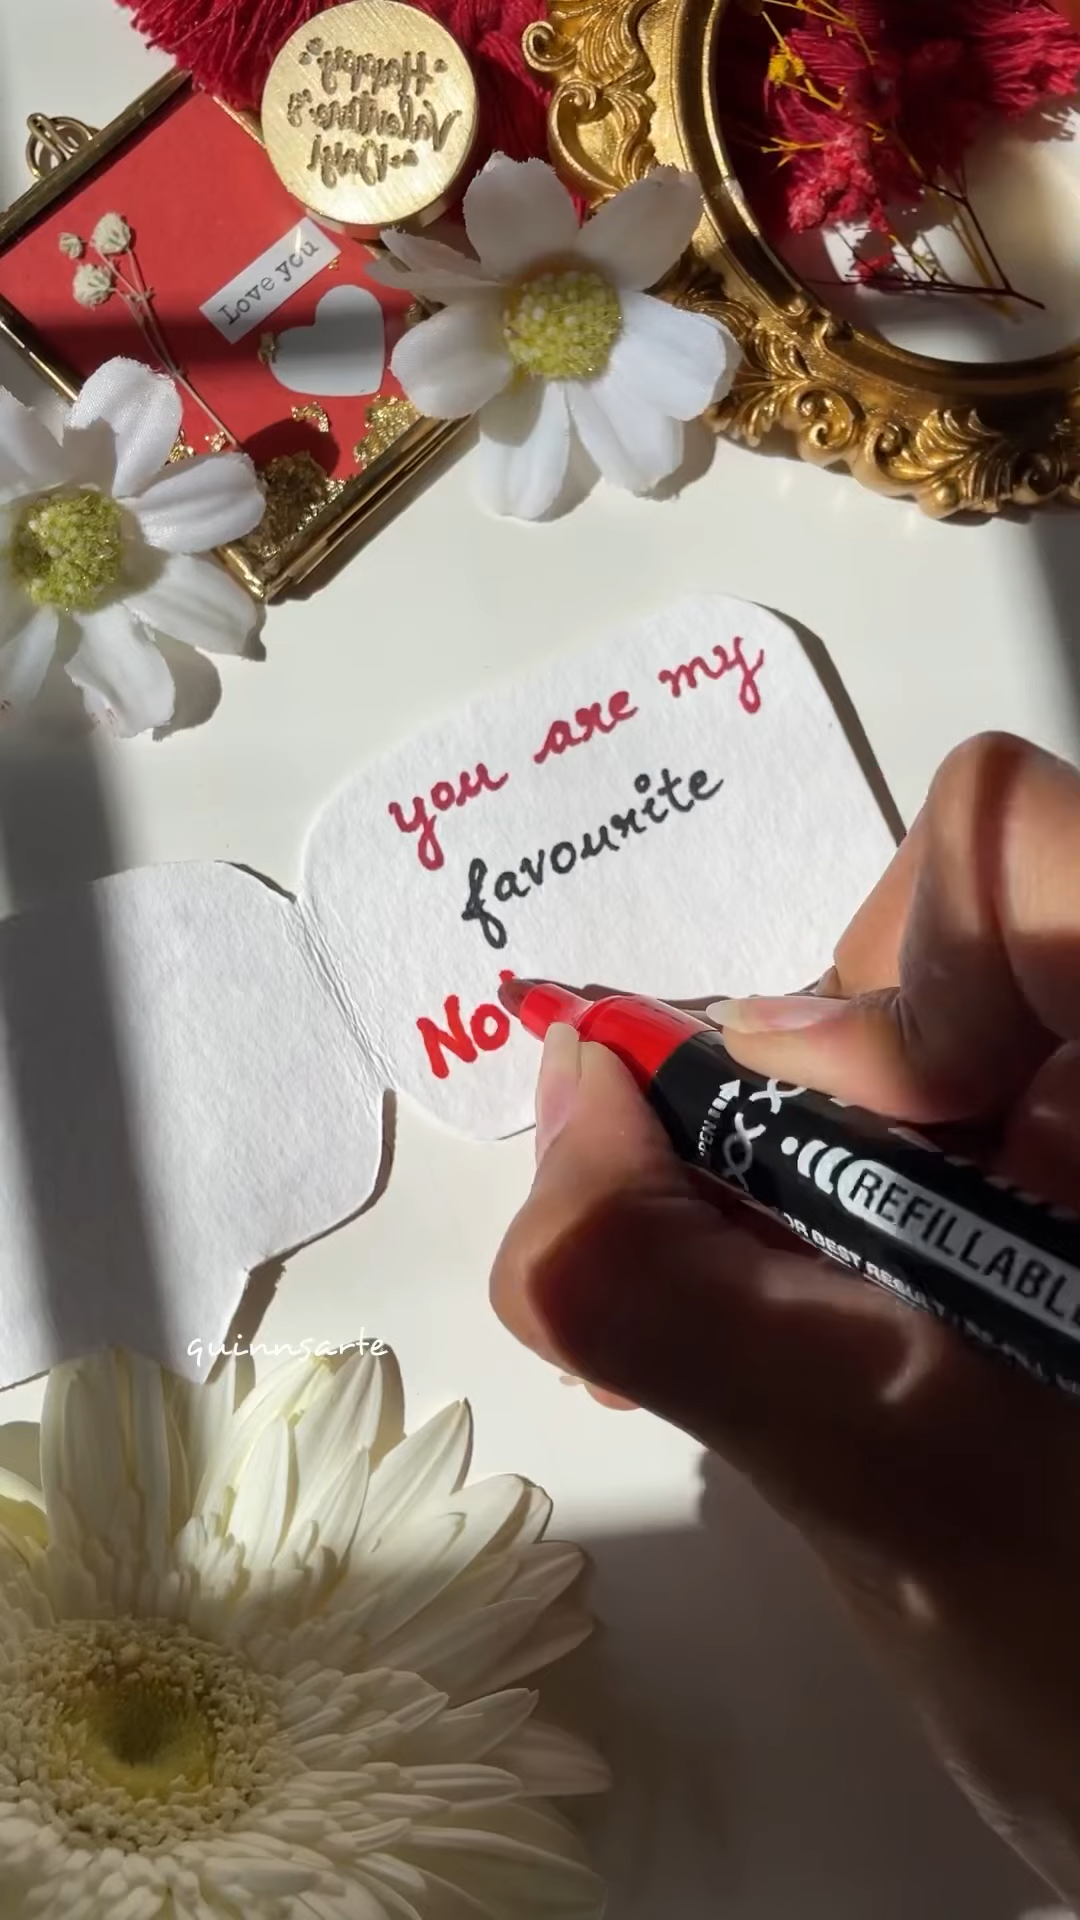 Happy
Valentine's
Day!
Love you
you are my
favourite
No
REFILLABLE
quinnsarte